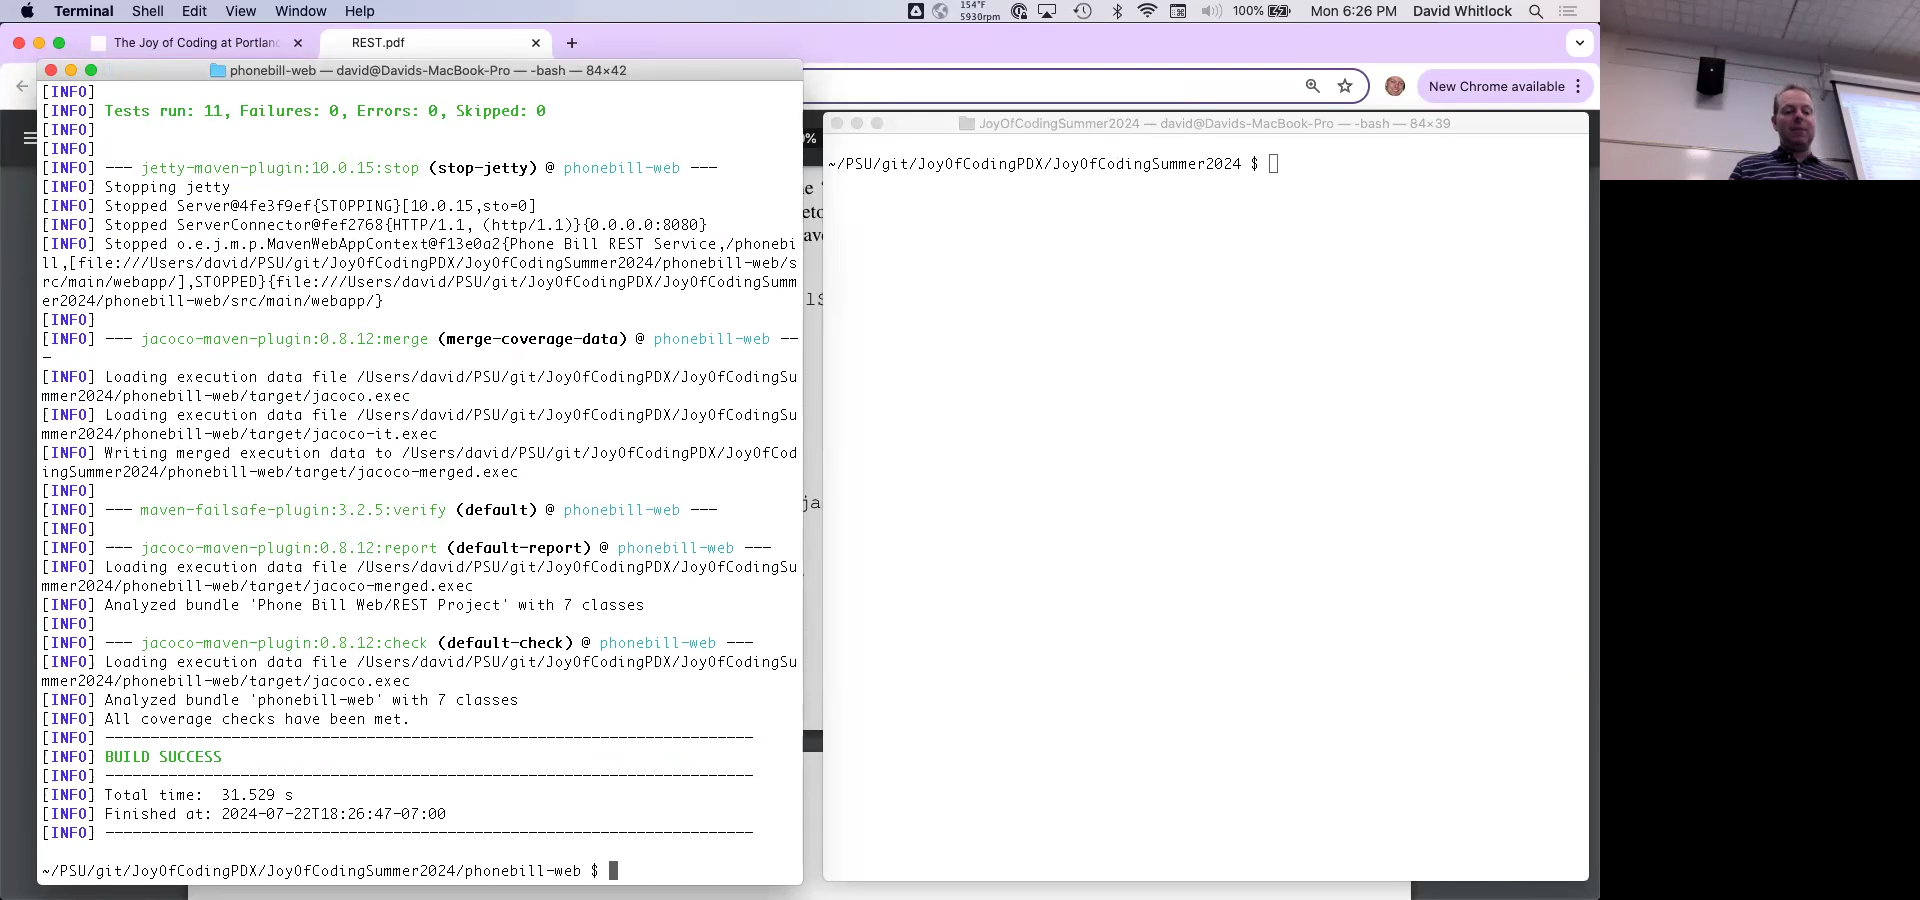 Terminal Shell Edit View Window Help
154°F
5930rpm
100%
Mon 6:26 PM David Whitlock
The Joy of Coding at Portland
REST.pdf
phonebill-web — david@Davids-MacBook-Pro — -bash — 84×42
New Chrome available
[INFO]
[INFO] Tests run: 11, Failures: 0, Errors: 0, Skipped: 0
[INFO]
[INFO]
[INFO] --- jetty-maven-plugin:10.0.15:stop (stop-jetty) @ phonebill-web ---
[INFO] Stopping jetty
[INFO] Stopped Server@4fe3f9ef{STOPPING}[10.0.15,sto=0]
[INFO] Stopped ServerConnector@fef2768{HTTP/1.1, (http/1.1)}{0.0.0.0:8080}
[INFO] Stopped o.e.j.m.p.MavenWebAppContext@f13e0a2{Phone Bill REST Service,/phonebi
ll,[file:///Users/david/PSU/git/JoyOfCodingPDX/JoyOfCodingSummer2024/phonebill-web/s
rc/main/webapp/],STOPPED}{file:///Users/david/PSU/git/JoyOfCodingPDX/JoyOfCodingSumm
er2024/phonebill-web/src/main/webapp/}
[INFO]
[INFO] --- jacoco-maven-plugin:0.8.12:merge (merge-coverage-data) @ phonebill-web --
-
[INFO] Loading execution data file /Users/david/PSU/git/JoyOfCodingPDX/JoyOfCodingSu
mmer2024/phonebill-web/target/jacoco.exec
[INFO] Loading execution data file /Users/david/PSU/git/JoyOfCodingPDX/JoyOfCodingSu
mmer2024/phonebill-web/target/jacoco-it.exec
[INFO] Writing merged execution data to /Users/david/PSU/git/JoyOfCodingPDX/JoyOfCod
ingSummer2024/phonebill-web/target/jacoco-merged.exec
[INFO]
[INFO] --- maven-failsafe-plugin:3.2.5:verify (default) @ phonebill-web ---
[INFO]
[INFO] --- jacoco-maven-plugin:0.8.12:report (default-report) @ phonebill-web ---
[INFO] Loading execution data file /Users/david/PSU/git/JoyOfCodingPDX/JoyOfCodingSu
mmer2024/phonebill-web/target/jacoco-merged.exec
[INFO] Analyzed bundle 'Phone Bill Web/REST Project' with 7 classes
[INFO]
[INFO] --- jacoco-maven-plugin:0.8.12:check (default-check) @ phonebill-web ---
[INFO] Loading execution data file /Users/david/PSU/git/JoyOfCodingPDX/JoyOfCodingSu
mmer2024/phonebill-web/target/jacoco.exec
[INFO] Analyzed bundle 'phonebill-web' with 7 classes
[INFO] All coverage checks have been met.
[INFO] ------------------------------------------------------------------------
[INFO] BUILD SUCCESS
[INFO] ------------------------------------------------------------------------
[INFO] Total time:  31.529 s
[INFO] Finished at: 2024-07-22T18:26:47-07:00
[INFO] ------------------------------------------------------------------------
~/PSU/git/JoyOfCodingPDX/JoyOfCodingSummer2024/phonebill-web $
JoyOfCodingSummer2024 — david@Davids-MacBook-Pro — -bash — 84×39
~/PSU/git/JoyOfCodingPDX/JoyOfCodingSummer2024 $